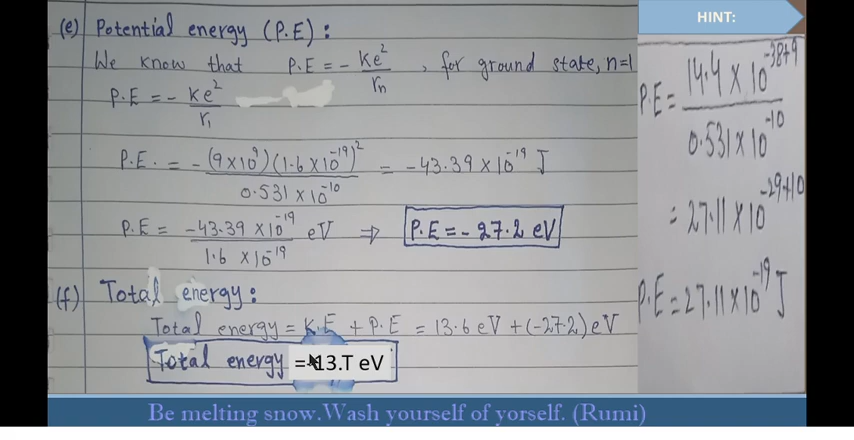 (e) Potential energy (P.E) :
We know that P.E = - Ke²/rₙ , for ground state, n=1
P.E = - Ke²/r₁
P.E. = - (9×10⁹)(1.6×10⁻¹⁹)²/0.531×10⁻¹⁰ = -43.39×10⁻¹⁹ J
P.E = -43.39×10⁻¹⁹/1.6×10⁻¹⁹ eV ⇒ P.E = - 27.2 eV
(f) Total energy :
Total energy = K.E + P.E = 13.6 eV + (-27.2) eV
Total energy = -13.T eV
HINT:
P.E = 14.4×10⁻³⁸⁺⁹/0.531×10⁻¹⁰
= 27.11×10⁻²⁹⁺¹⁰
P.E = 27.11×10⁻¹⁹ J
Be melting snow.Wash yourself of yorself. (Rumi)